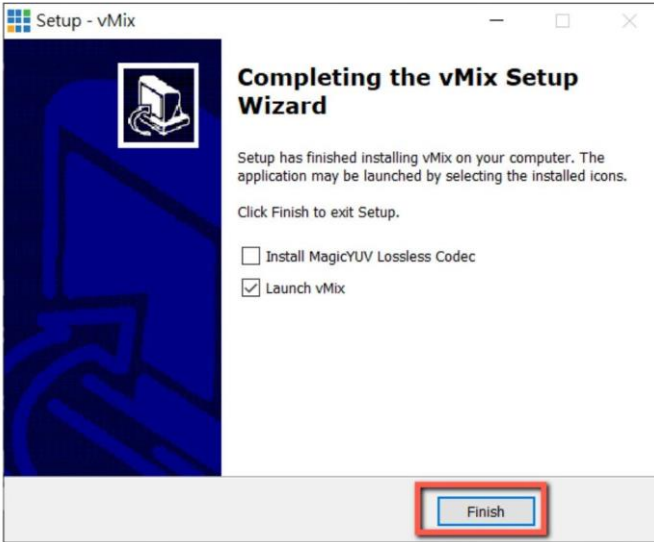 Setup - vMix
Completing the vMix Setup
Wizard
Setup has finished installing vMix on your computer. The
application may be launched by selecting the installed icons.
Click Finish to exit Setup.
Install MagicYUV Lossless Codec
Launch vMix
Finish